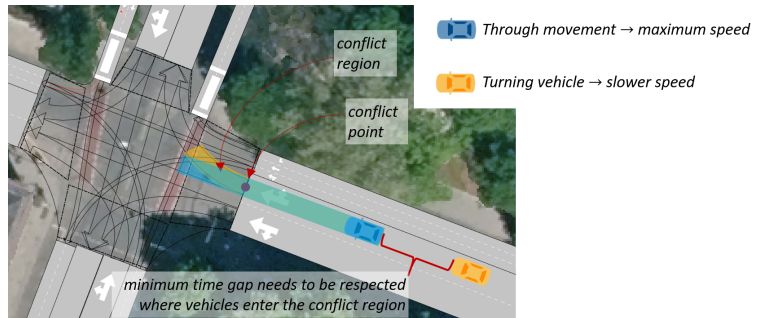 Through movement → maximum speed
Turning vehicle → slower speed
conflict
region
conflict
point
minimum time gap needs to be respected
where vehicles enter the conflict region